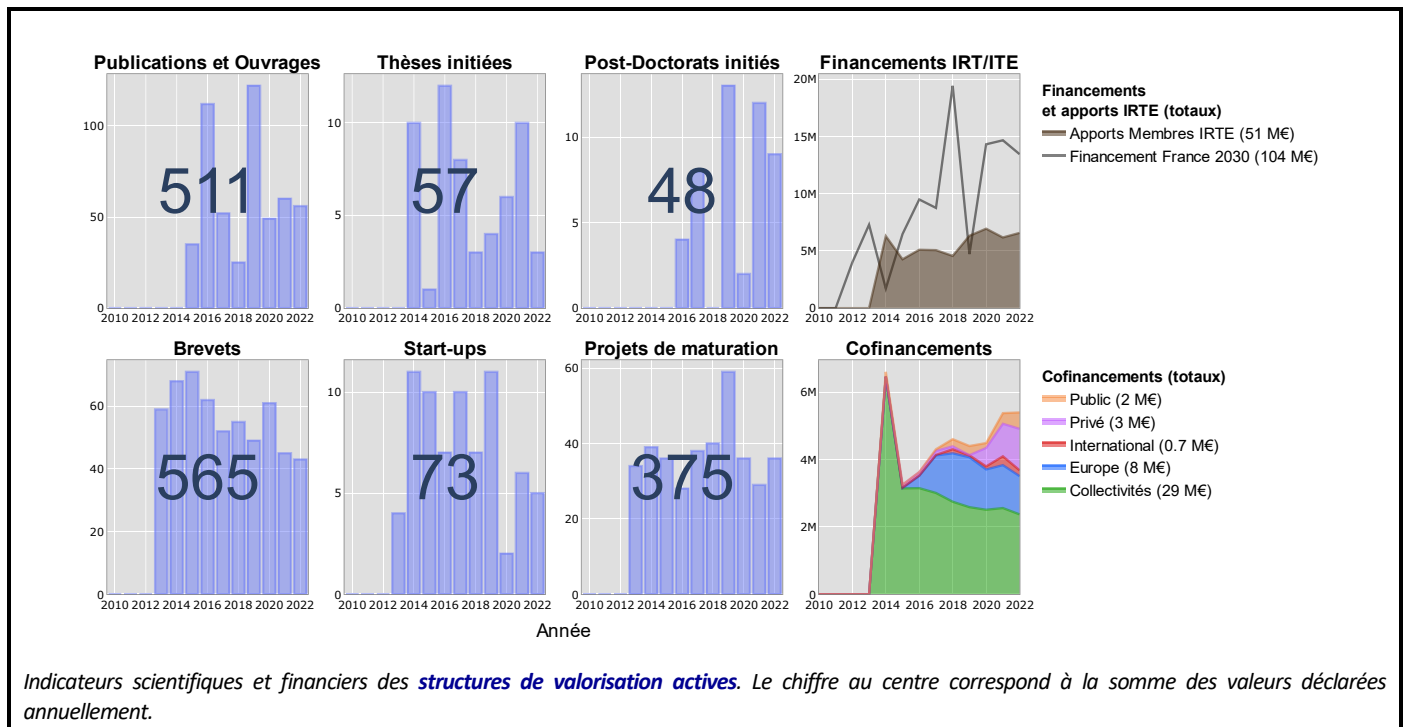 Publications et Ouvrages
Thèses initiées
Post-Doctorats initiés
Financements IRT/ITE
100
50
0
511
2010 2012 2014 2016 2018 2020 2022
10
5
0
57
2010 2012 2014 2016 2018 2020 2022
10
5
0
48
2010 2012 2014 2016 2018 2020 2022
20M
15M
10M
5M
0
2010 2012 2014 2016 2018 2020 2022
Financements
et apports IRTE (totaux)
Apports Membres IRTE (51 M€)
Financement France 2030 (104 M€)
Brevets
Start-ups
Projets de maturation
Cofinancements
60
40
20
0
565
2010 2012 2014 2016 2018 2020 2022
10
5
0
73
2010 2012 2014 2016 2018 2020 2022
60
40
20
0
375
2010 2012 2014 2016 2018 2020 2022
6M
4M
2M
0
2010 2012 2014 2016 2018 2020 2022
Cofinancements (totaux)
Public (2 M€)
Privé (3 M€)
International (0.7 M€)
Europe (8 M€)
Collectivités (29 M€)
Année
Indicateurs scientifiques et financiers des structures de valorisation actives. Le chiffre au centre correspond à la somme des valeurs déclarées
annuellement.